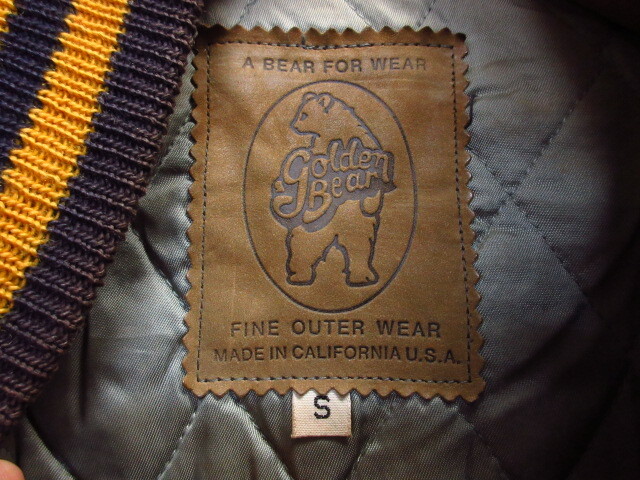 A BEAR FOR WEAR
Golden
Bear
FINE OUTER WEAR
MADE IN CALIFORNIA U.S.A.
S